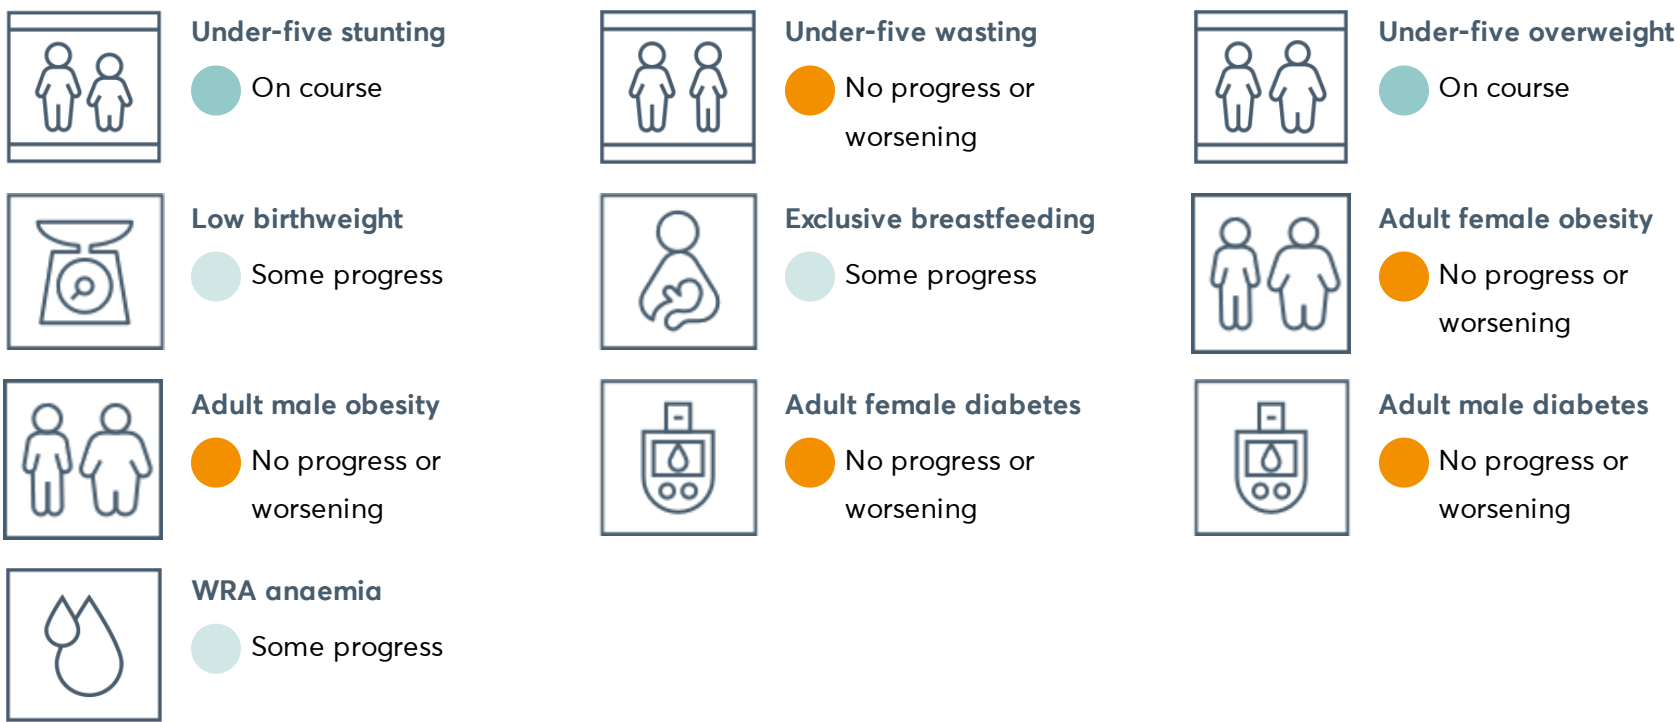 Under-five stunting
On course
Under-five wasting
No progress or
worsening
Under-five overweight
On course
Low birthweight
Some progress
Exclusive breastfeeding
Some progress
Adult female obesity
No progress or
worsening
Adult male obesity
No progress or
worsening
Adult female diabetes
No progress or
worsening
Adult male diabetes
No progress or
worsening
WRA anaemia
Some progress